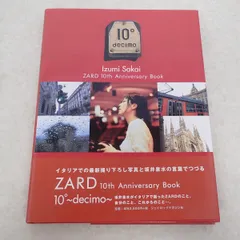 10°
decimo
Izumi Sakai
ZARD 10th Anniversary Book
イタリアでの最新撮り下ろし写真と坂井泉水の言葉でつづる
ZARD 10th Anniversary Book
10°~decimo~